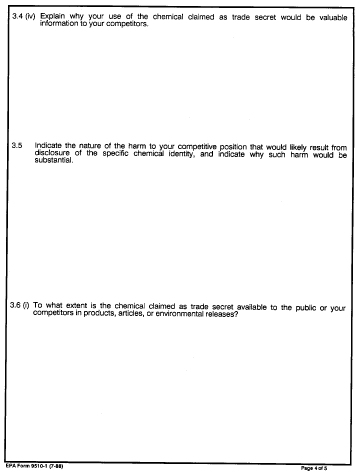 3.4 (iv) Explain why your use of the chemical claimed as trade secret would be valuable
information to your competitors.
3.5 Indicate the nature of the harm to your competitive position that would likely result from
disclosure of the specific chemical identity, and indicate why such harm would be
substantial.
3.6 (i) To what extent is the chemical claimed as trade secret available to the public or your
competitors in products, articles, or environmental releases?
EPA Form 9510-1 (7-88)
Page 4 of 5